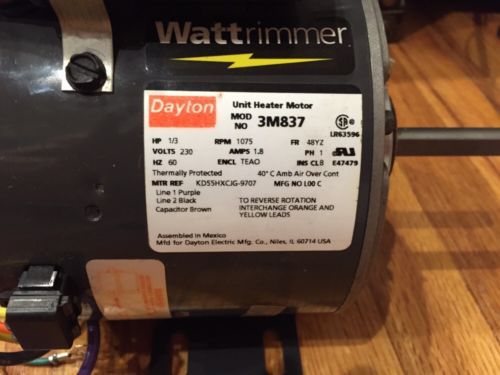 Wattrimmer
Dayton
Unit Heater Motor
MOD NO 3M837
LR63596
HP 1/3 RPM 1075 FR 48YZ
VOLTS 230 AMPS 1.8 PH 1
HZ 60 ENCL TEAO INS CL B E47479
Thermally Protected 40° C Amb Air Over Cont
MTR REF KD55HXCJG-9707 MFG NO L00 C
Line 1 Purple
Line 2 Black
Capacitor Brown
TO REVERSE ROTATION
INTERCHANGE ORANGE AND
YELLOW LEADS
Assembled in Mexico
Mfd for Dayton Electric Mfg. Co., Niles, IL 60714 USA